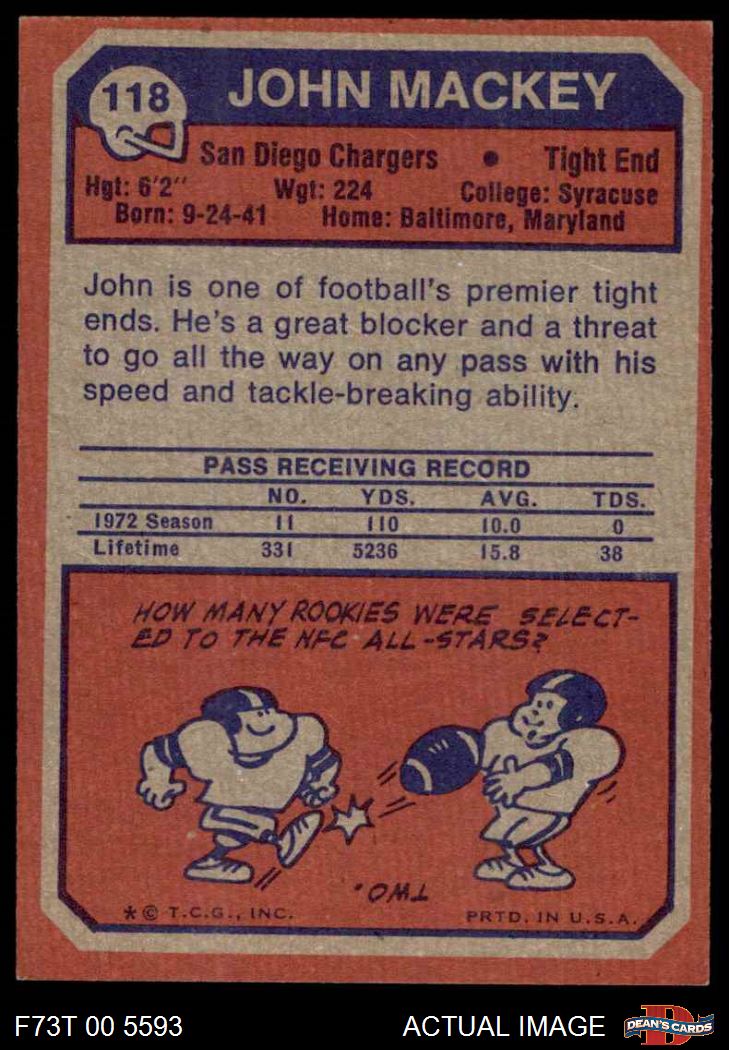 118
JOHN MACKEY
San Diego Chargers • Tight End
Hgt: 6'2" Wgt: 224 College: Syracuse
Born: 9-24-41 Home: Baltimore, Maryland
John is one of football's premier tight
ends. He's a great blocker and a threat
to go all the way on any pass with his
speed and tackle-breaking ability.
PASS RECEIVING RECORD
NO. YDS. AVG. TDS.
1972 Season 11 110 10.0 0
Lifetime 331 5236 15.8 38
HOW MANY ROOKIES WERE SELECT-
ED TO THE NFC ALL-STARS?
TWO.
* © T.C.G., INC. PRTD. IN U.S.A.
F73T 00 5593 ACTUAL IMAGE D DEAN'S CARDS